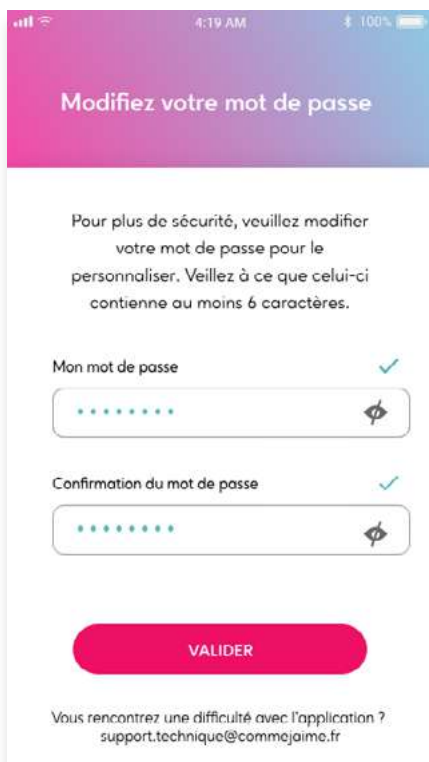 4:19 AM 100%
Modifiez votre mot de passe
Pour plus de sécurité, veuillez modifier
votre mot de passe pour le
personnaliser. Veillez à ce que celui-ci
contienne au moins 6 caractères.
Mon mot de passe
Confirmation du mot de passe
VALIDER
Vous rencontrez une difficulté avec l'application ?
support.technique@commejaime.fr